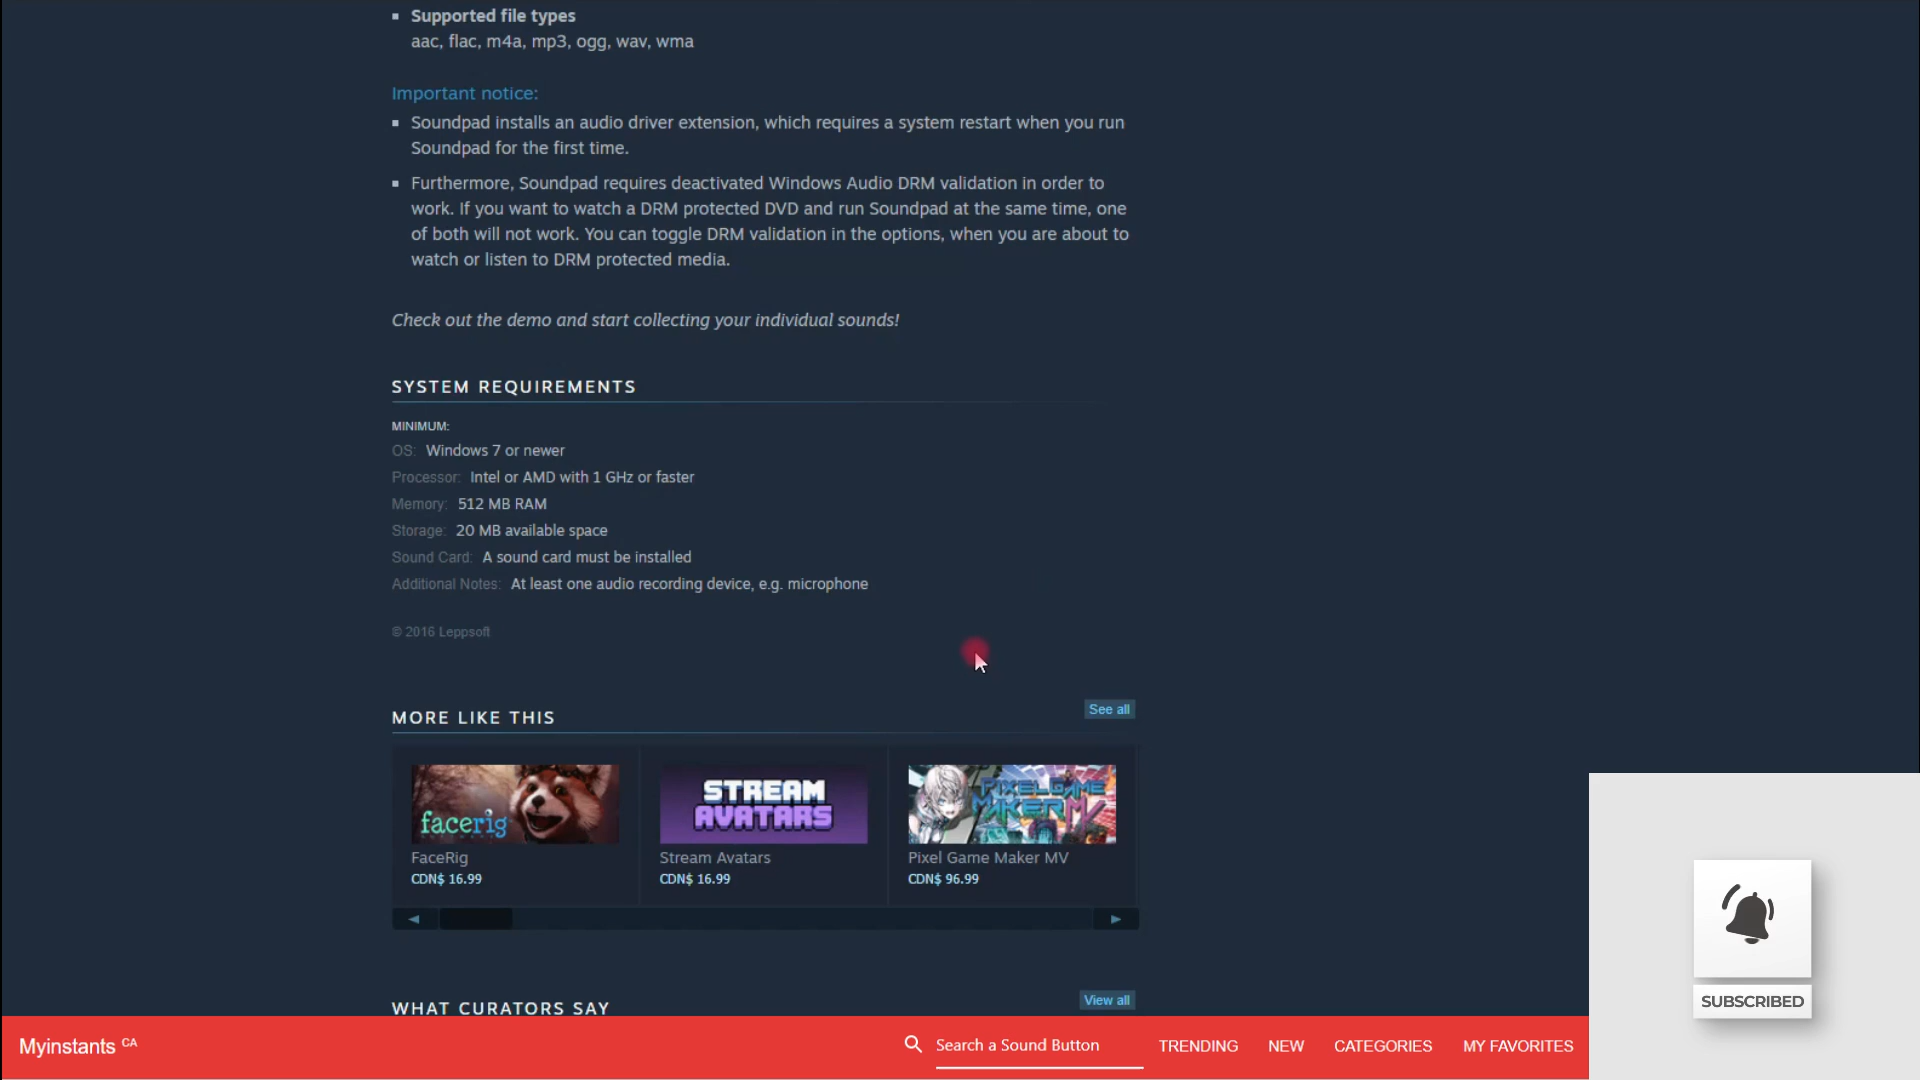 Supported file types
aac, flac, m4a, mp3, ogg, wav, wma
Important notice:
Soundpad installs an audio driver extension, which requires a system restart when you run
Soundpad for the first time.
Furthermore, Soundpad requires deactivated Windows Audio DRM validation in order to
work. If you want to watch a DRM protected DVD and run Soundpad at the same time, one
of both will not work. You can toggle DRM validation in the options, when you are about to
watch or listen to DRM protected media.
Check out the demo and start collecting your individual sounds!
SYSTEM REQUIREMENTS
MINIMUM:
OS: Windows 7 or newer
Processor: Intel or AMD with 1 GHz or faster
Memory: 512 MB RAM
Storage: 20 MB available space
Sound Card: A sound card must be installed
Additional Notes: At least one audio recording device, e.g. microphone
© 2016 Leppsoft
MORE LIKE THIS
See all
facerig
STREAM
AVATARS
PIXEL GAME
MAKER MV
FaceRig
CDN$ 16.99
Stream Avatars
CDN$ 16.99
Pixel Game Maker MV
CDN$ 96.99
WHAT CURATORS SAY
View all
SUBSCRIBED
Myinstants CA
Search a Sound Button
TRENDING
NEW
CATEGORIES
MY FAVORITES